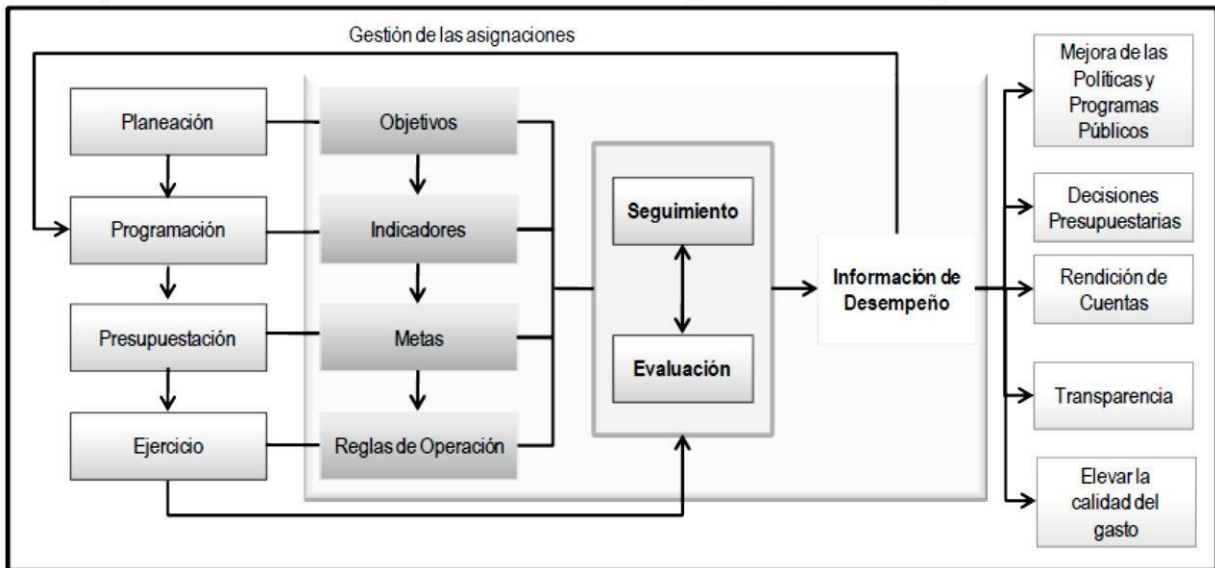 Gestión de las asignaciones
Planeación
Programación
Presupuestación
Ejercicio
Objetivos
Indicadores
Metas
Reglas de Operación
Seguimiento
Evaluación
Información de
Desempeño
Mejora de las
Políticas y
Programas
Públicos
Decisiones
Presupuestarias
Rendición de
Cuentas
Transparencia
Elevar la
calidad del
gasto